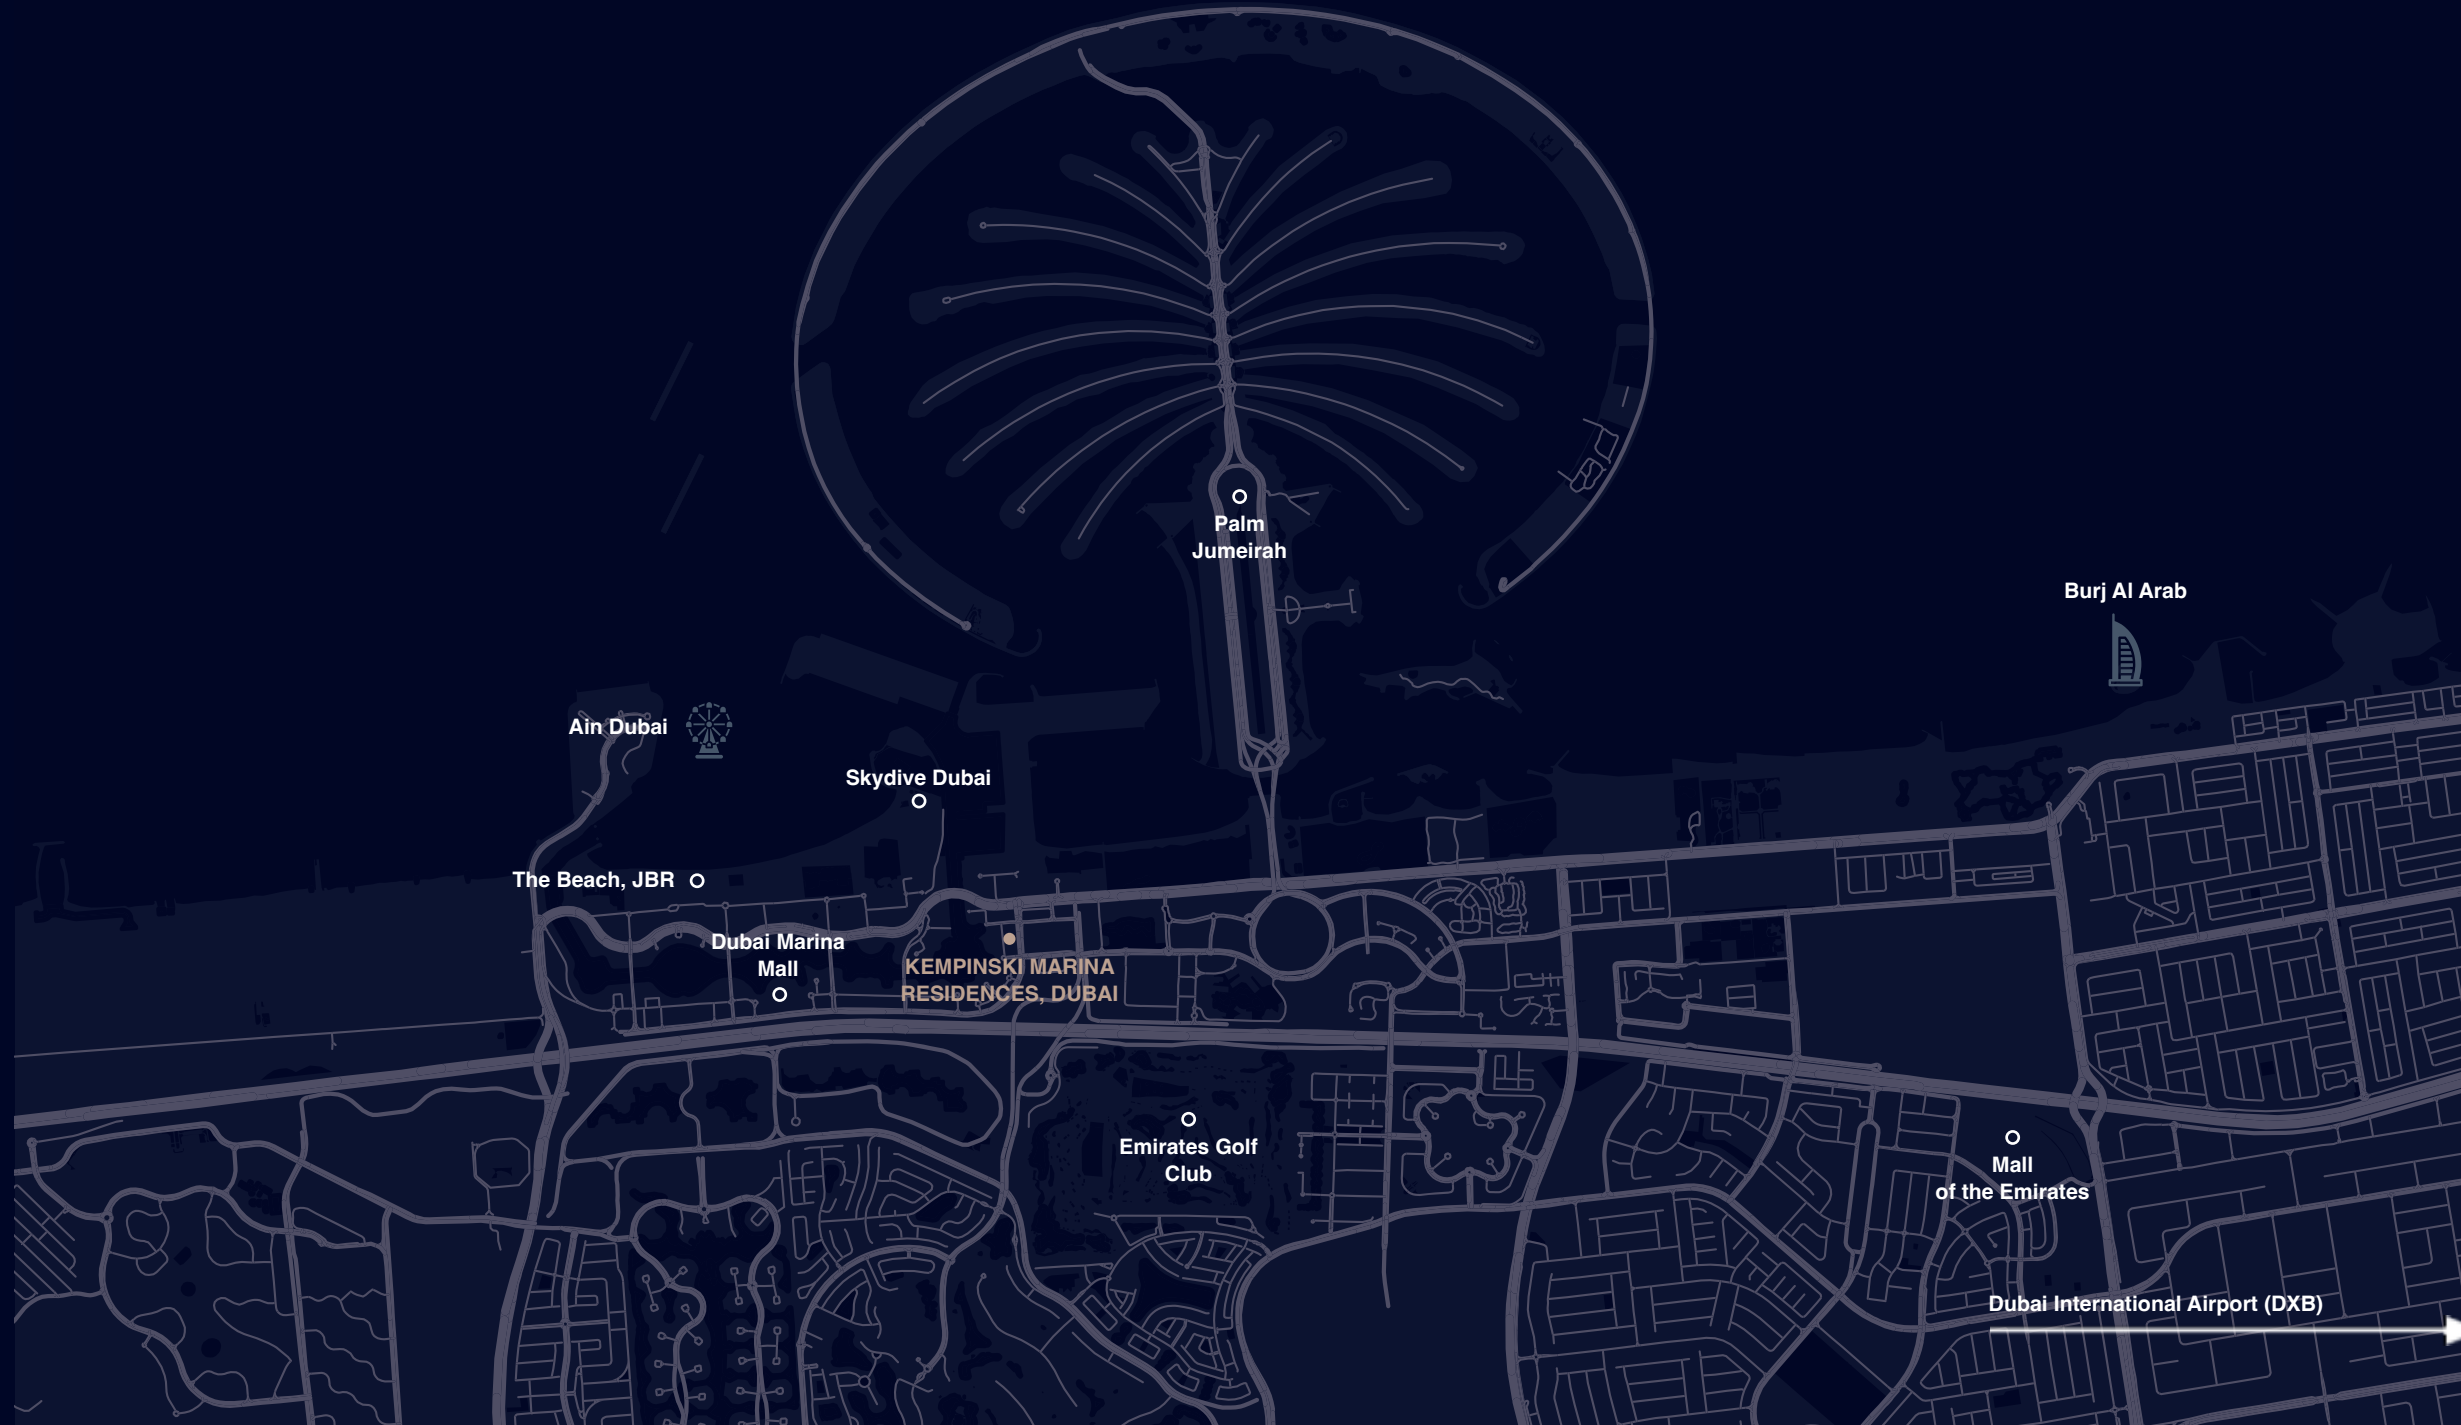 Palm
Jumeirah
Burj Al Arab
Ain Dubai
Skydive Dubai
The Beach, JBR
Dubai Marina
Mall
KEMPINSKI MARINA
RESIDENCES, DUBAI
Emirates Golf
Club
Mall
of the Emirates
Dubai International Airport (DXB)